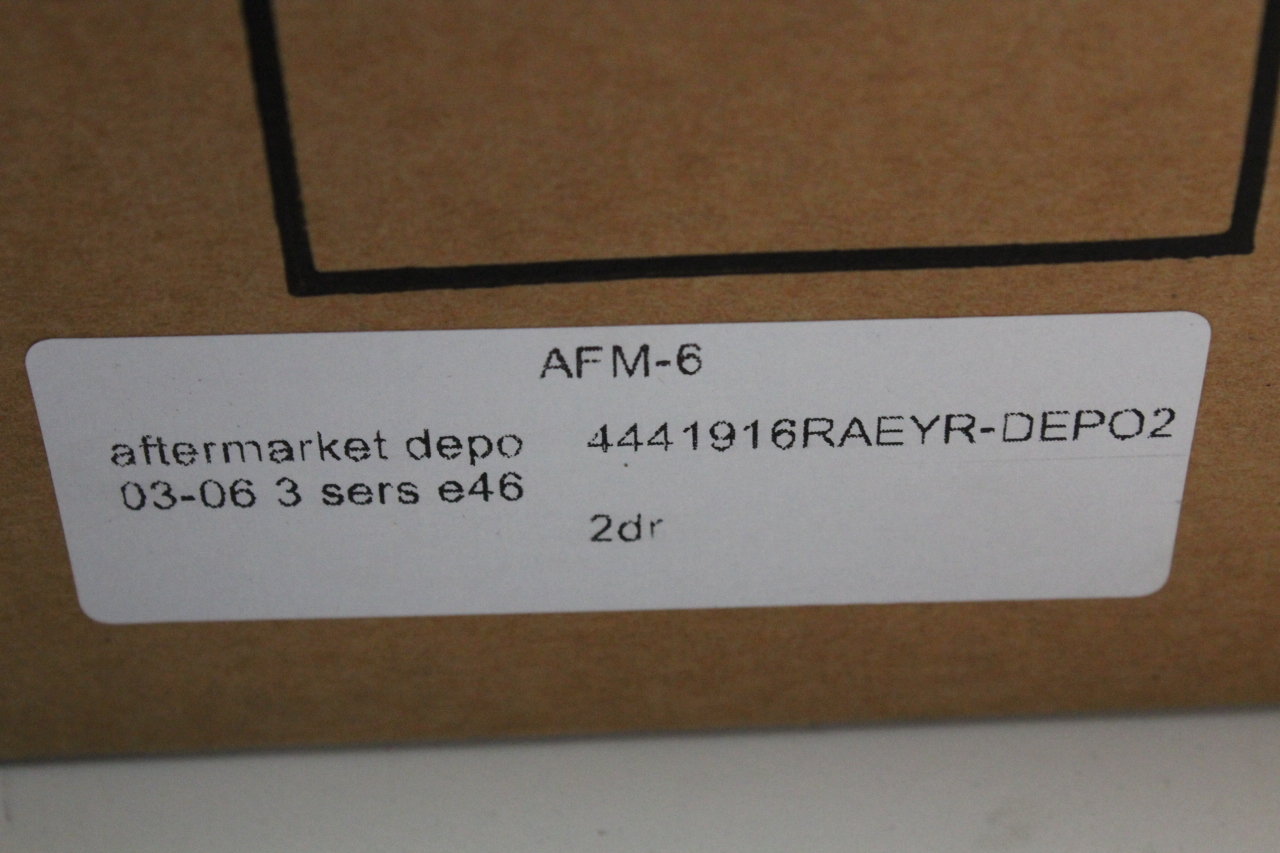 AFM-6
aftermarket depo 4441916RAEYR-DEPO2
03-06 3 sers e46
2dr